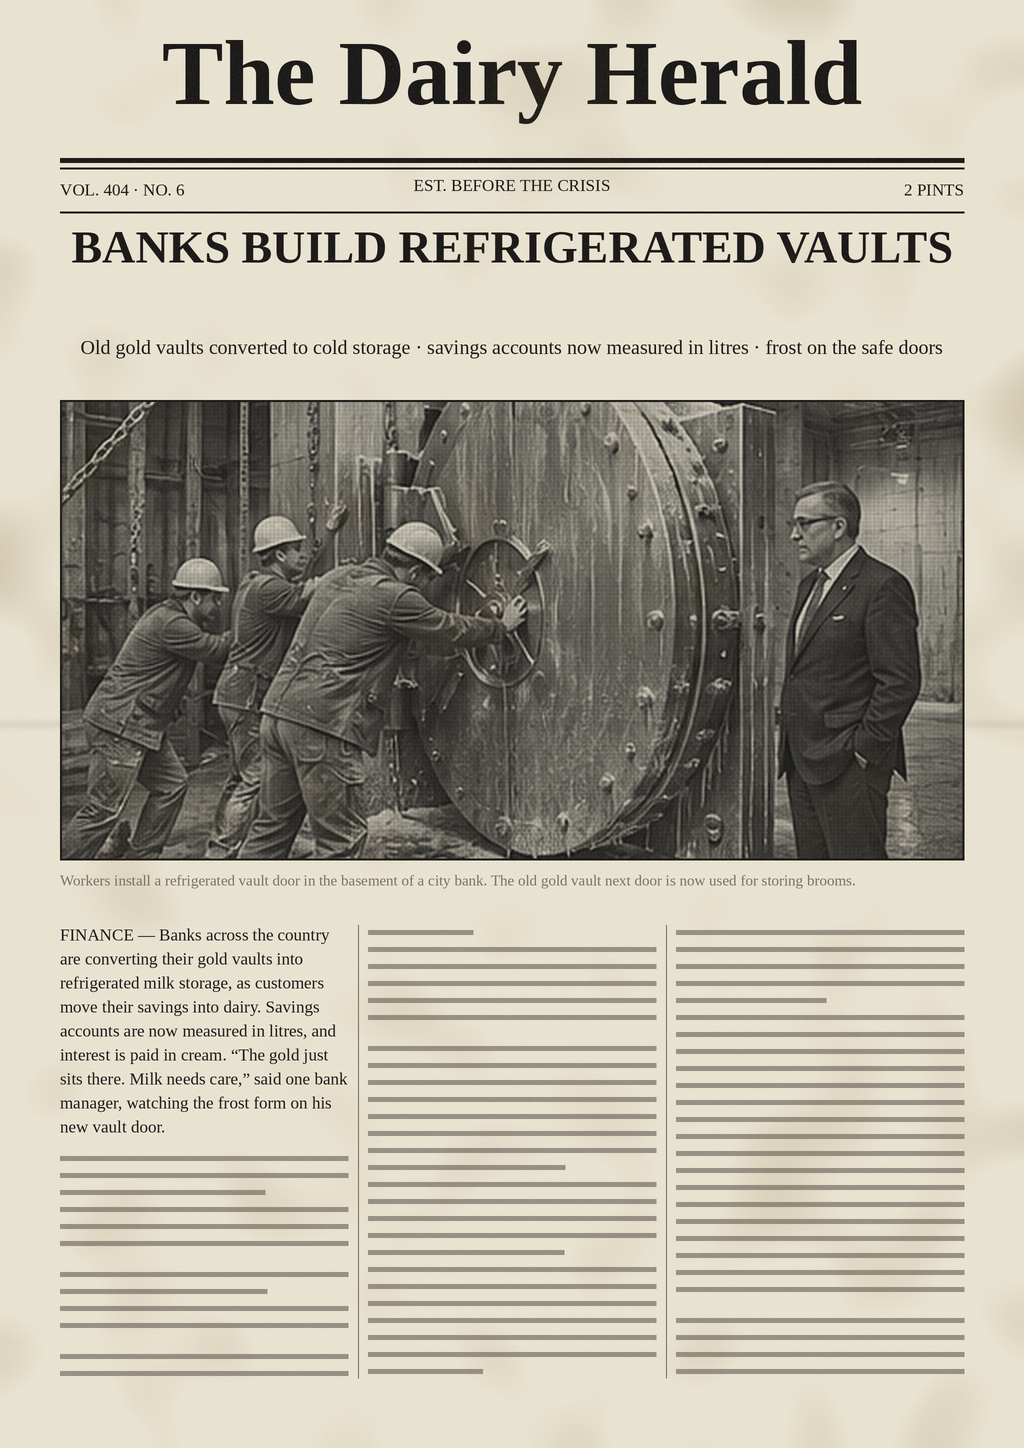 The Dairy Herald
VOL. 404 · NO. 6
EST. BEFORE THE CRISIS
2 PINTS
BANKS BUILD REFRIGERATED VAULTS
Old gold vaults converted to cold storage · savings accounts now measured in litres · frost on the safe doors
Workers install a refrigerated vault door in the basement of a city bank. The old gold vault next door is now used for storing brooms.
FINANCE — Banks across the country
are converting their gold vaults into
refrigerated milk storage, as customers
move their savings into dairy. Savings
accounts are now measured in litres, and
interest is paid in cream. “The gold just
sits there. Milk needs care,” said one bank
manager, watching the frost form on his
new vault door.